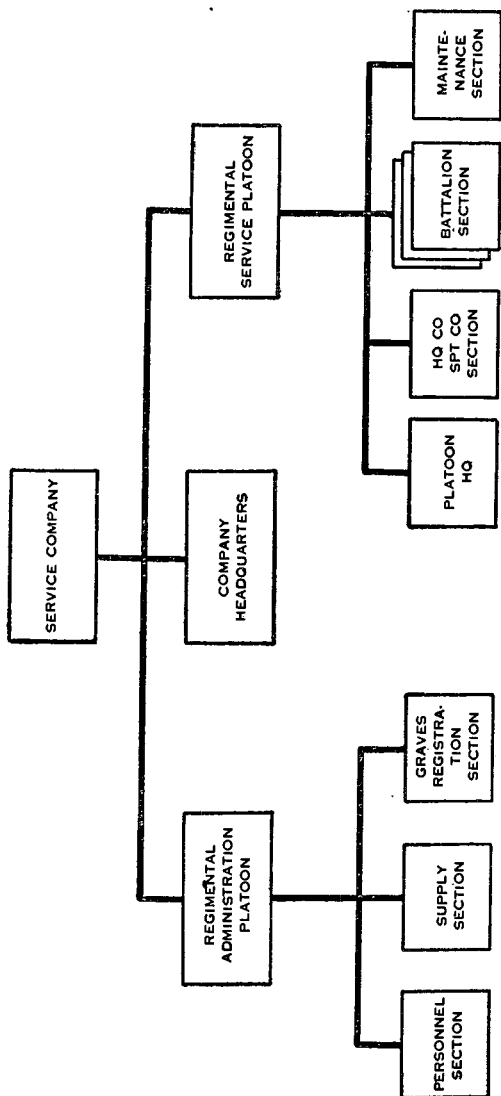 SERVICE COMPANY
REGIMENTAL
ADMINISTRATION
PLATOON
COMPANY
HEADQUARTERS
REGIMENTAL
SERVICE PLATOON
PERSONNEL
SECTION
SUPPLY
SECTION
GRAVES
REGISTRA-
TION
SECTION
PLATOON
HQ
HQ CO
SPT CO
SECTION
BATTALION
SECTION
MAINTE-
NANCE
SECTION